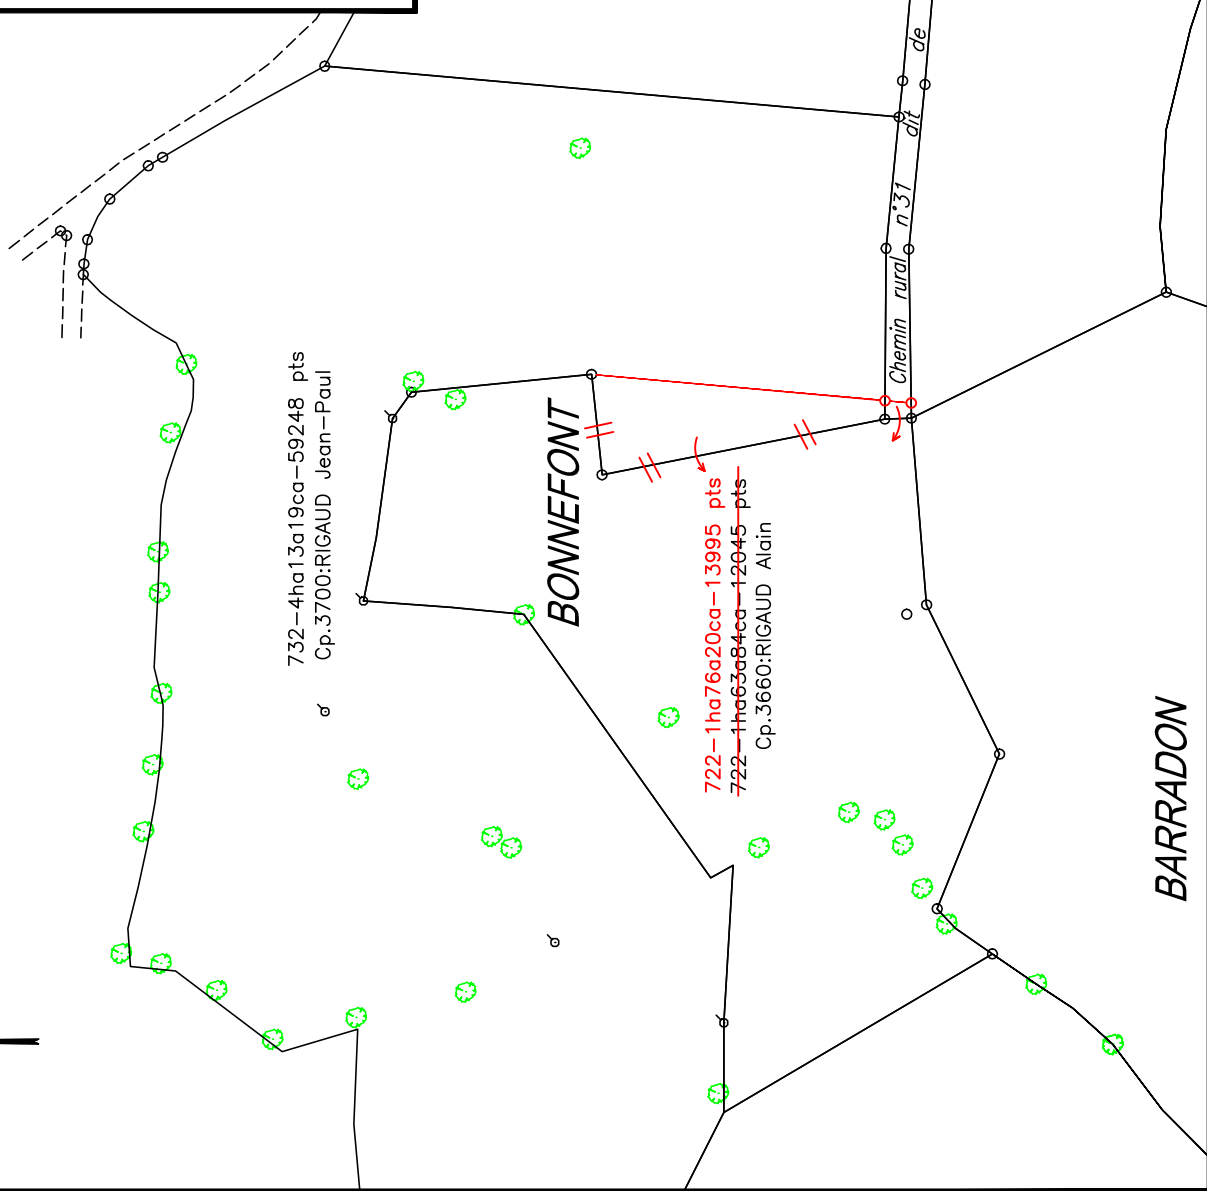 732-4ha13a19ca-59248 pts
Cp.3700:RIGAUD Jean-Paul
BONNEFONT
722-1ha76a20ca-13995 pts
722-1ha63a84ca-12045 pts
Cp.3660:RIGAUD Alain
Chemin rural n°31 dit de
BARRADON